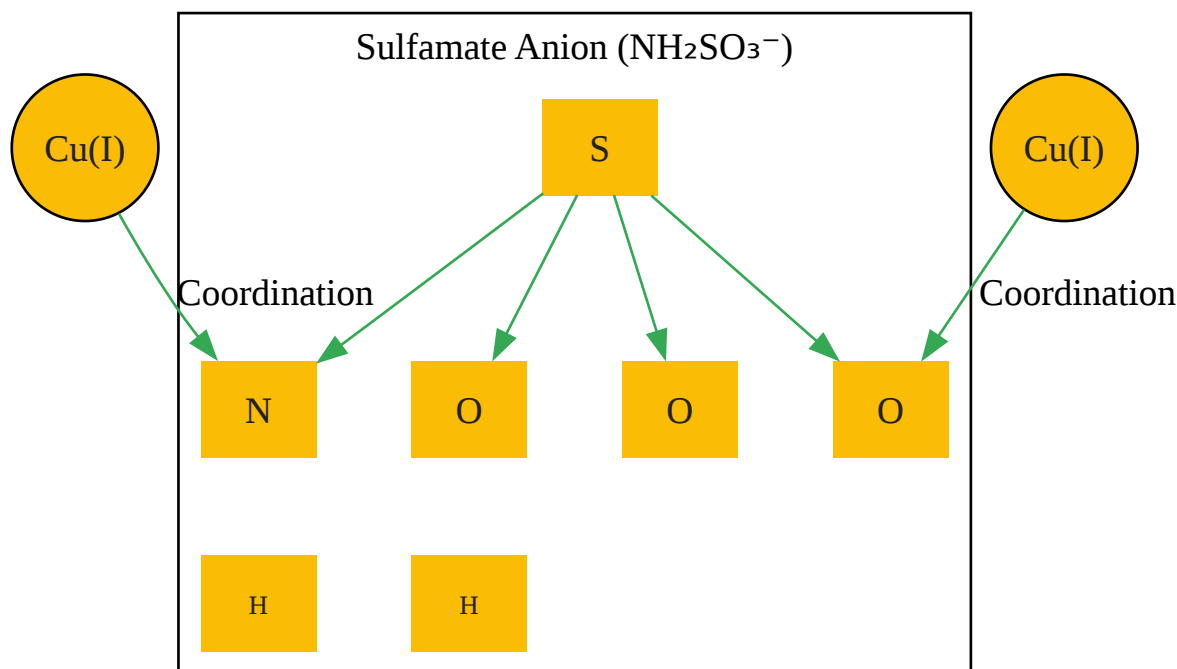 Sulfamate Anion (NH₂SO₃⁻)
Cu(I)
S
Cu(I)
Coordination
Coordination
N
O
O
O
H
H